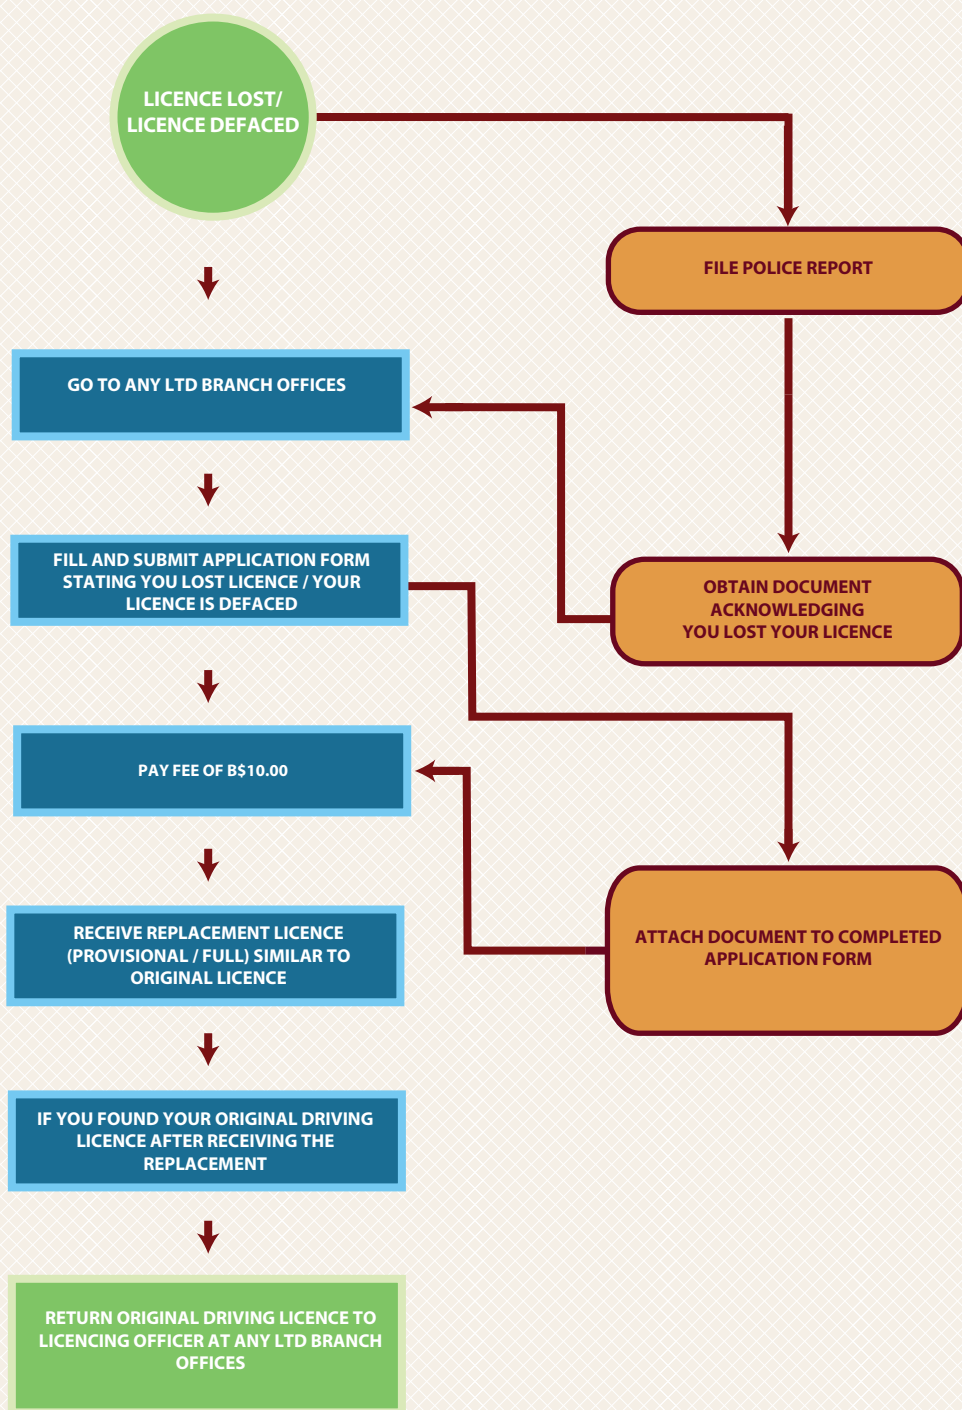 LICENCE LOST/
LICENCE DEFACED
FILE POLICE REPORT
GO TO ANY LTD BRANCH OFFICES
FILL AND SUBMIT APPLICATION FORM
STATING YOU LOST LICENCE / YOUR
LICENCE IS DEFACED
OBTAIN DOCUMENT
ACKNOWLEDGING
YOU LOST YOUR LICENCE
PAY FEE OF B$10.00
RECEIVE REPLACEMENT LICENCE
(PROVISIONAL / FULL) SIMILAR TO
ORIGINAL LICENCE
ATTACH DOCUMENT TO COMPLETED
APPLICATION FORM
IF YOU FOUND YOUR ORIGINAL DRIVING
LICENCE AFTER RECEIVING THE
REPLACEMENT
RETURN ORIGINAL DRIVING LICENCE TO
LICENCING OFFICER AT ANY LTD BRANCH
OFFICES